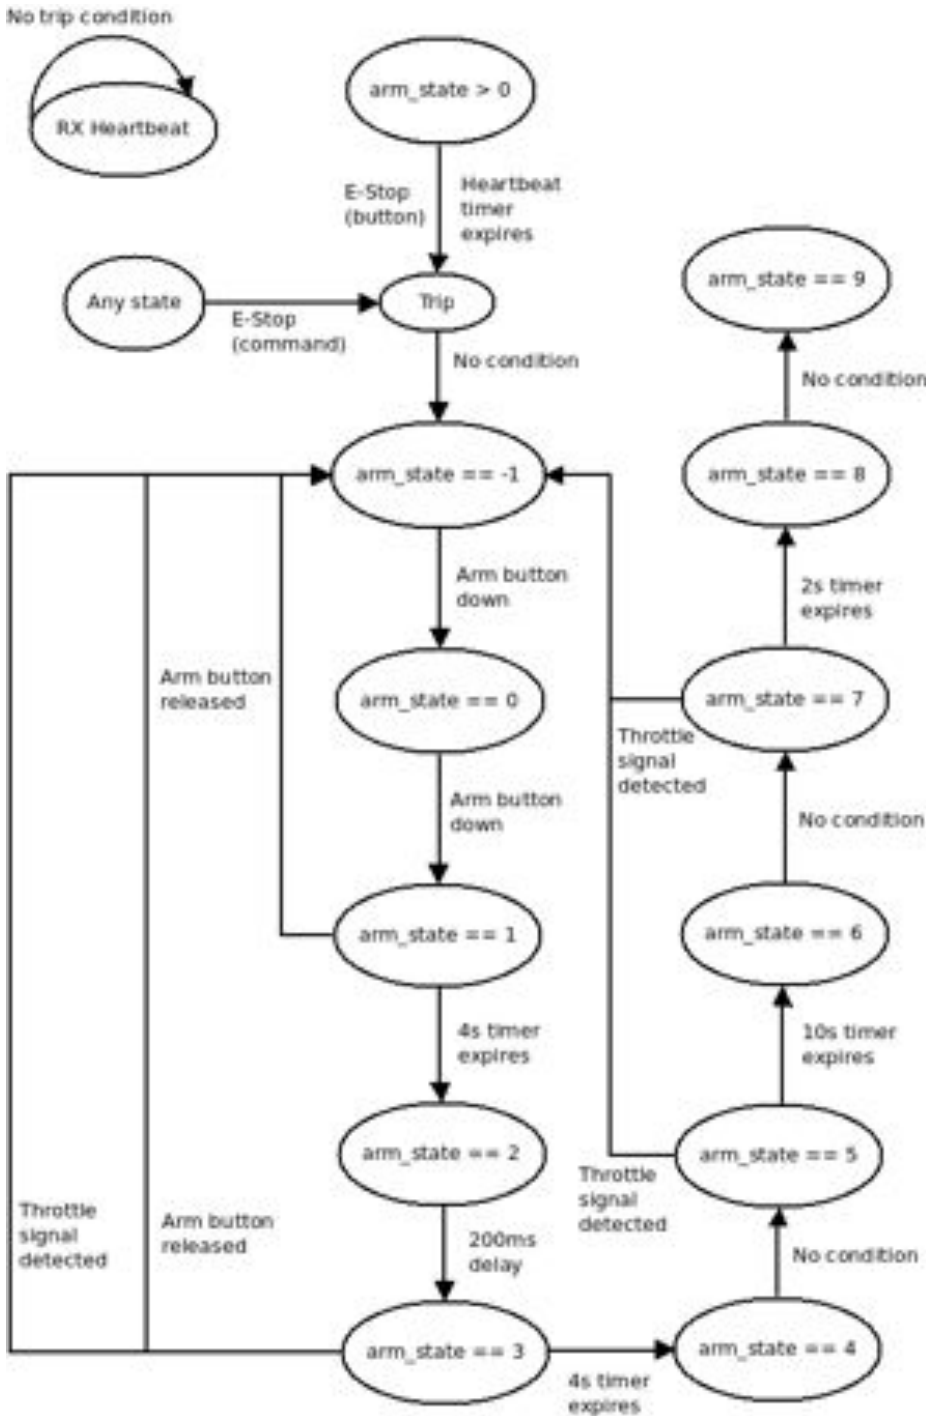 No trip condition
RX Heartbeat
arm_state > 0
E-Stop
(button)
Heartbeat
timer
expires
Any state
E-Stop
(command)
Trip
No condition
arm_state == -1
Arm button
down
arm_state == 0
Arm button
released
Arm button
down
arm_state == 1
4s timer
expires
arm_state == 2
Throttle
signal
detected
Arm button
released
200ms
delay
arm_state == 3
4s timer
expires
arm_state == 9
No condition
arm_state == 8
2s timer
expires
arm_state == 7
Throttle
signal
detected
No condition
arm_state == 6
10s timer
expires
arm_state == 5
Throttle
signal
detected
No condition
arm_state == 4